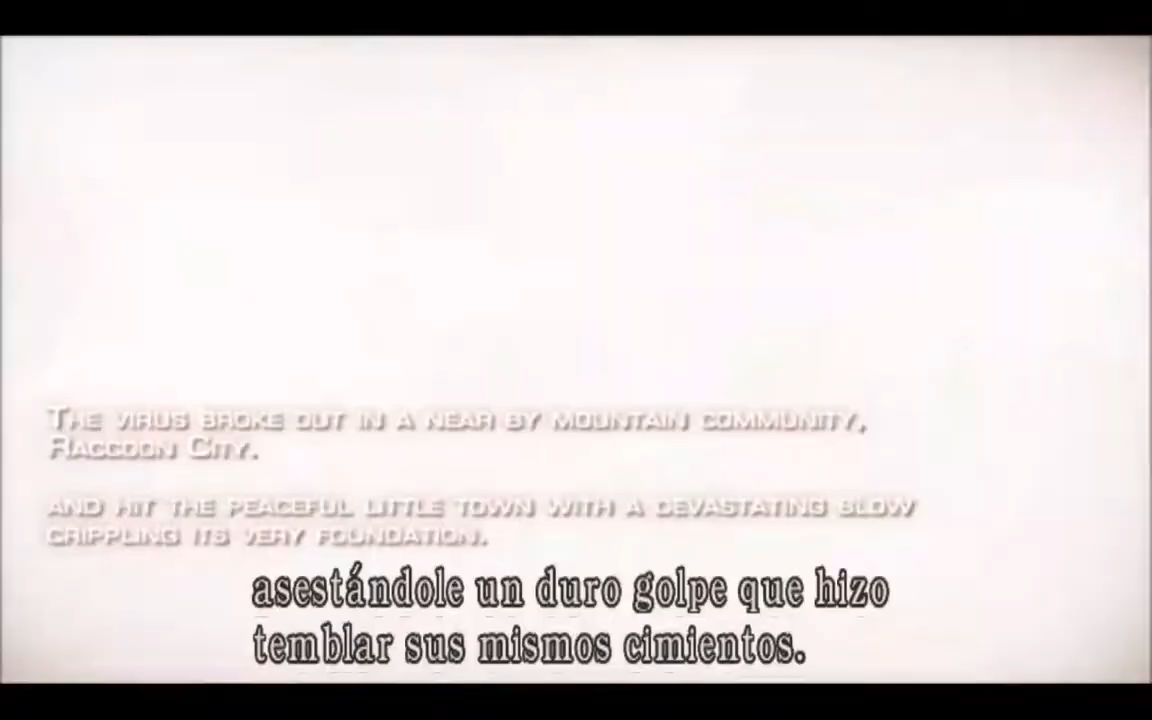 THE VIRUS BROKE OUT IN A NEAR BY MOUNTAIN COMMUNITY,
RACCOON CITY.
AND HIT THE PEACEFUL LITTLE TOWN WITH A DEVASTATING BLOW
CRIPPLING ITS VERY FOUNDATION.
asestándole un duro golpe que hizo
temblar sus mismos cimientos.